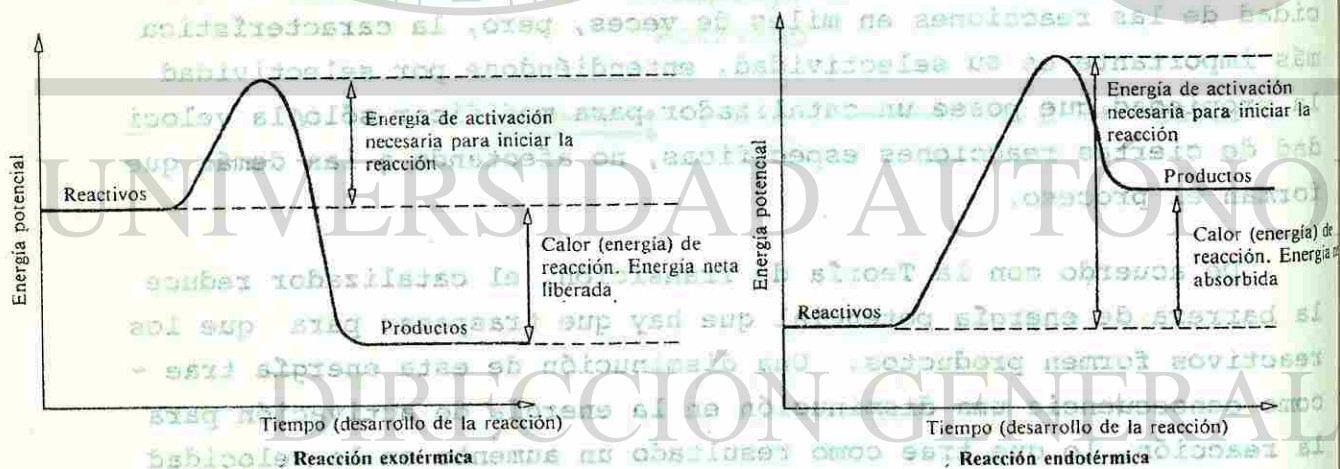 Energía potencial
Reactivos
Energía de activación
necesaria para iniciar la
reacción
Calor (energía) de
reacción. Energía neta
liberada
Productos
Tiempo (desarrollo de la reacción)
Reacción exotérmica
Energía potencial
Reactivos
Energía de activación
necesaria para iniciar la
reacción
Productos
Calor (energía) de
reacción. Energía
absorbida
Tiempo (desarrollo de la reacción)
Reacción endotérmica
UNIVERSIDAD AUTÓNO
DIRECCIÓN GENERAL
cidad de las reacciones en miles de veces, pero, la característica
más importante es su selectividad, entendiéndose por selectividad
que posee un catalizador para modificar sólo la veloci
dad de ciertas reacciones específicas, no afectando las demás que
forman el proceso.
De acuerdo con la Teoría de Transición, el catalizador reduce
la barrera de energía potencial que hay que traspasar para que los
reactivos formen productos. Una disminución de esta energía trae -
como consecuencia una disminución en la energía de activación para
la reacción, lo que trae como resultado un aumento velocidad